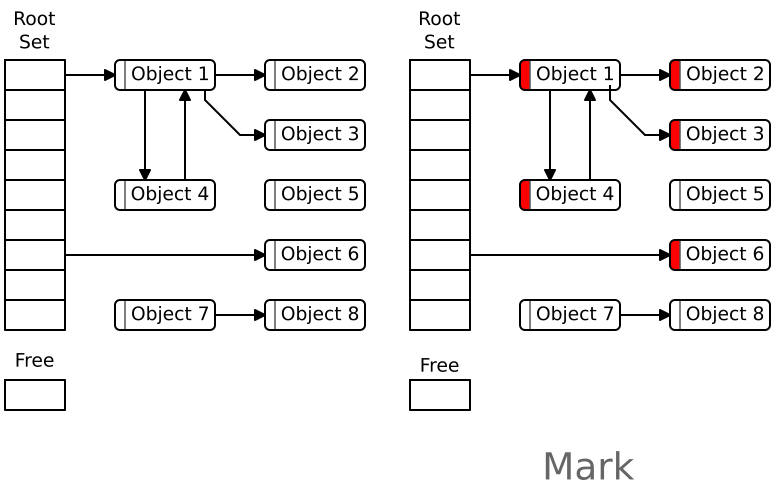 Root
Set
Object 1
Object 2
Object 3
Object 4
Object 5
Object 6
Object 7
Object 8
Free
Root
Set
Object 1
Object 2
Object 3
Object 4
Object 5
Object 6
Object 7
Object 8
Free
Mark